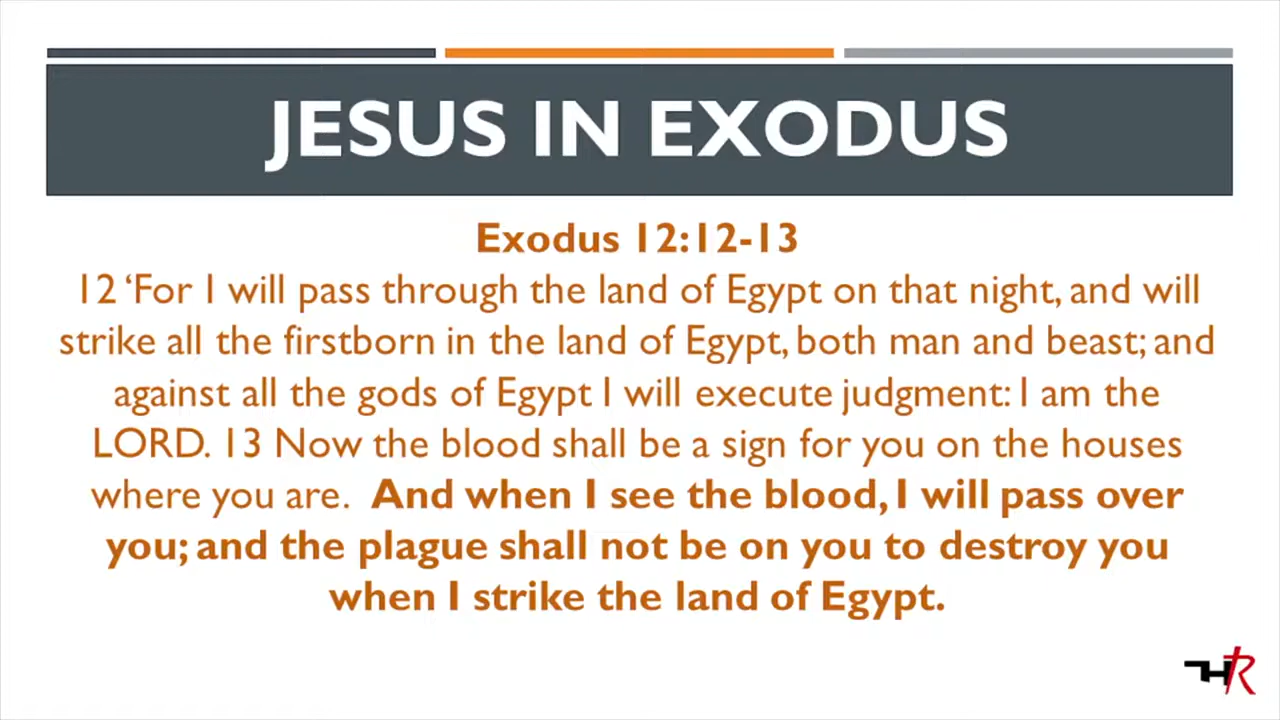 JESUS IN EXODUS
Exodus 12:12-13
12 ‘For I will pass through the land of Egypt on that night, and will
strike all the firstborn in the land of Egypt, both man and beast; and
against all the gods of Egypt I will execute judgment: I am the
LORD. 13 Now the blood shall be a sign for you on the houses
where you are.  And when I see the blood, I will pass over
you; and the plague shall not be on you to destroy you
when I strike the land of Egypt.
HR